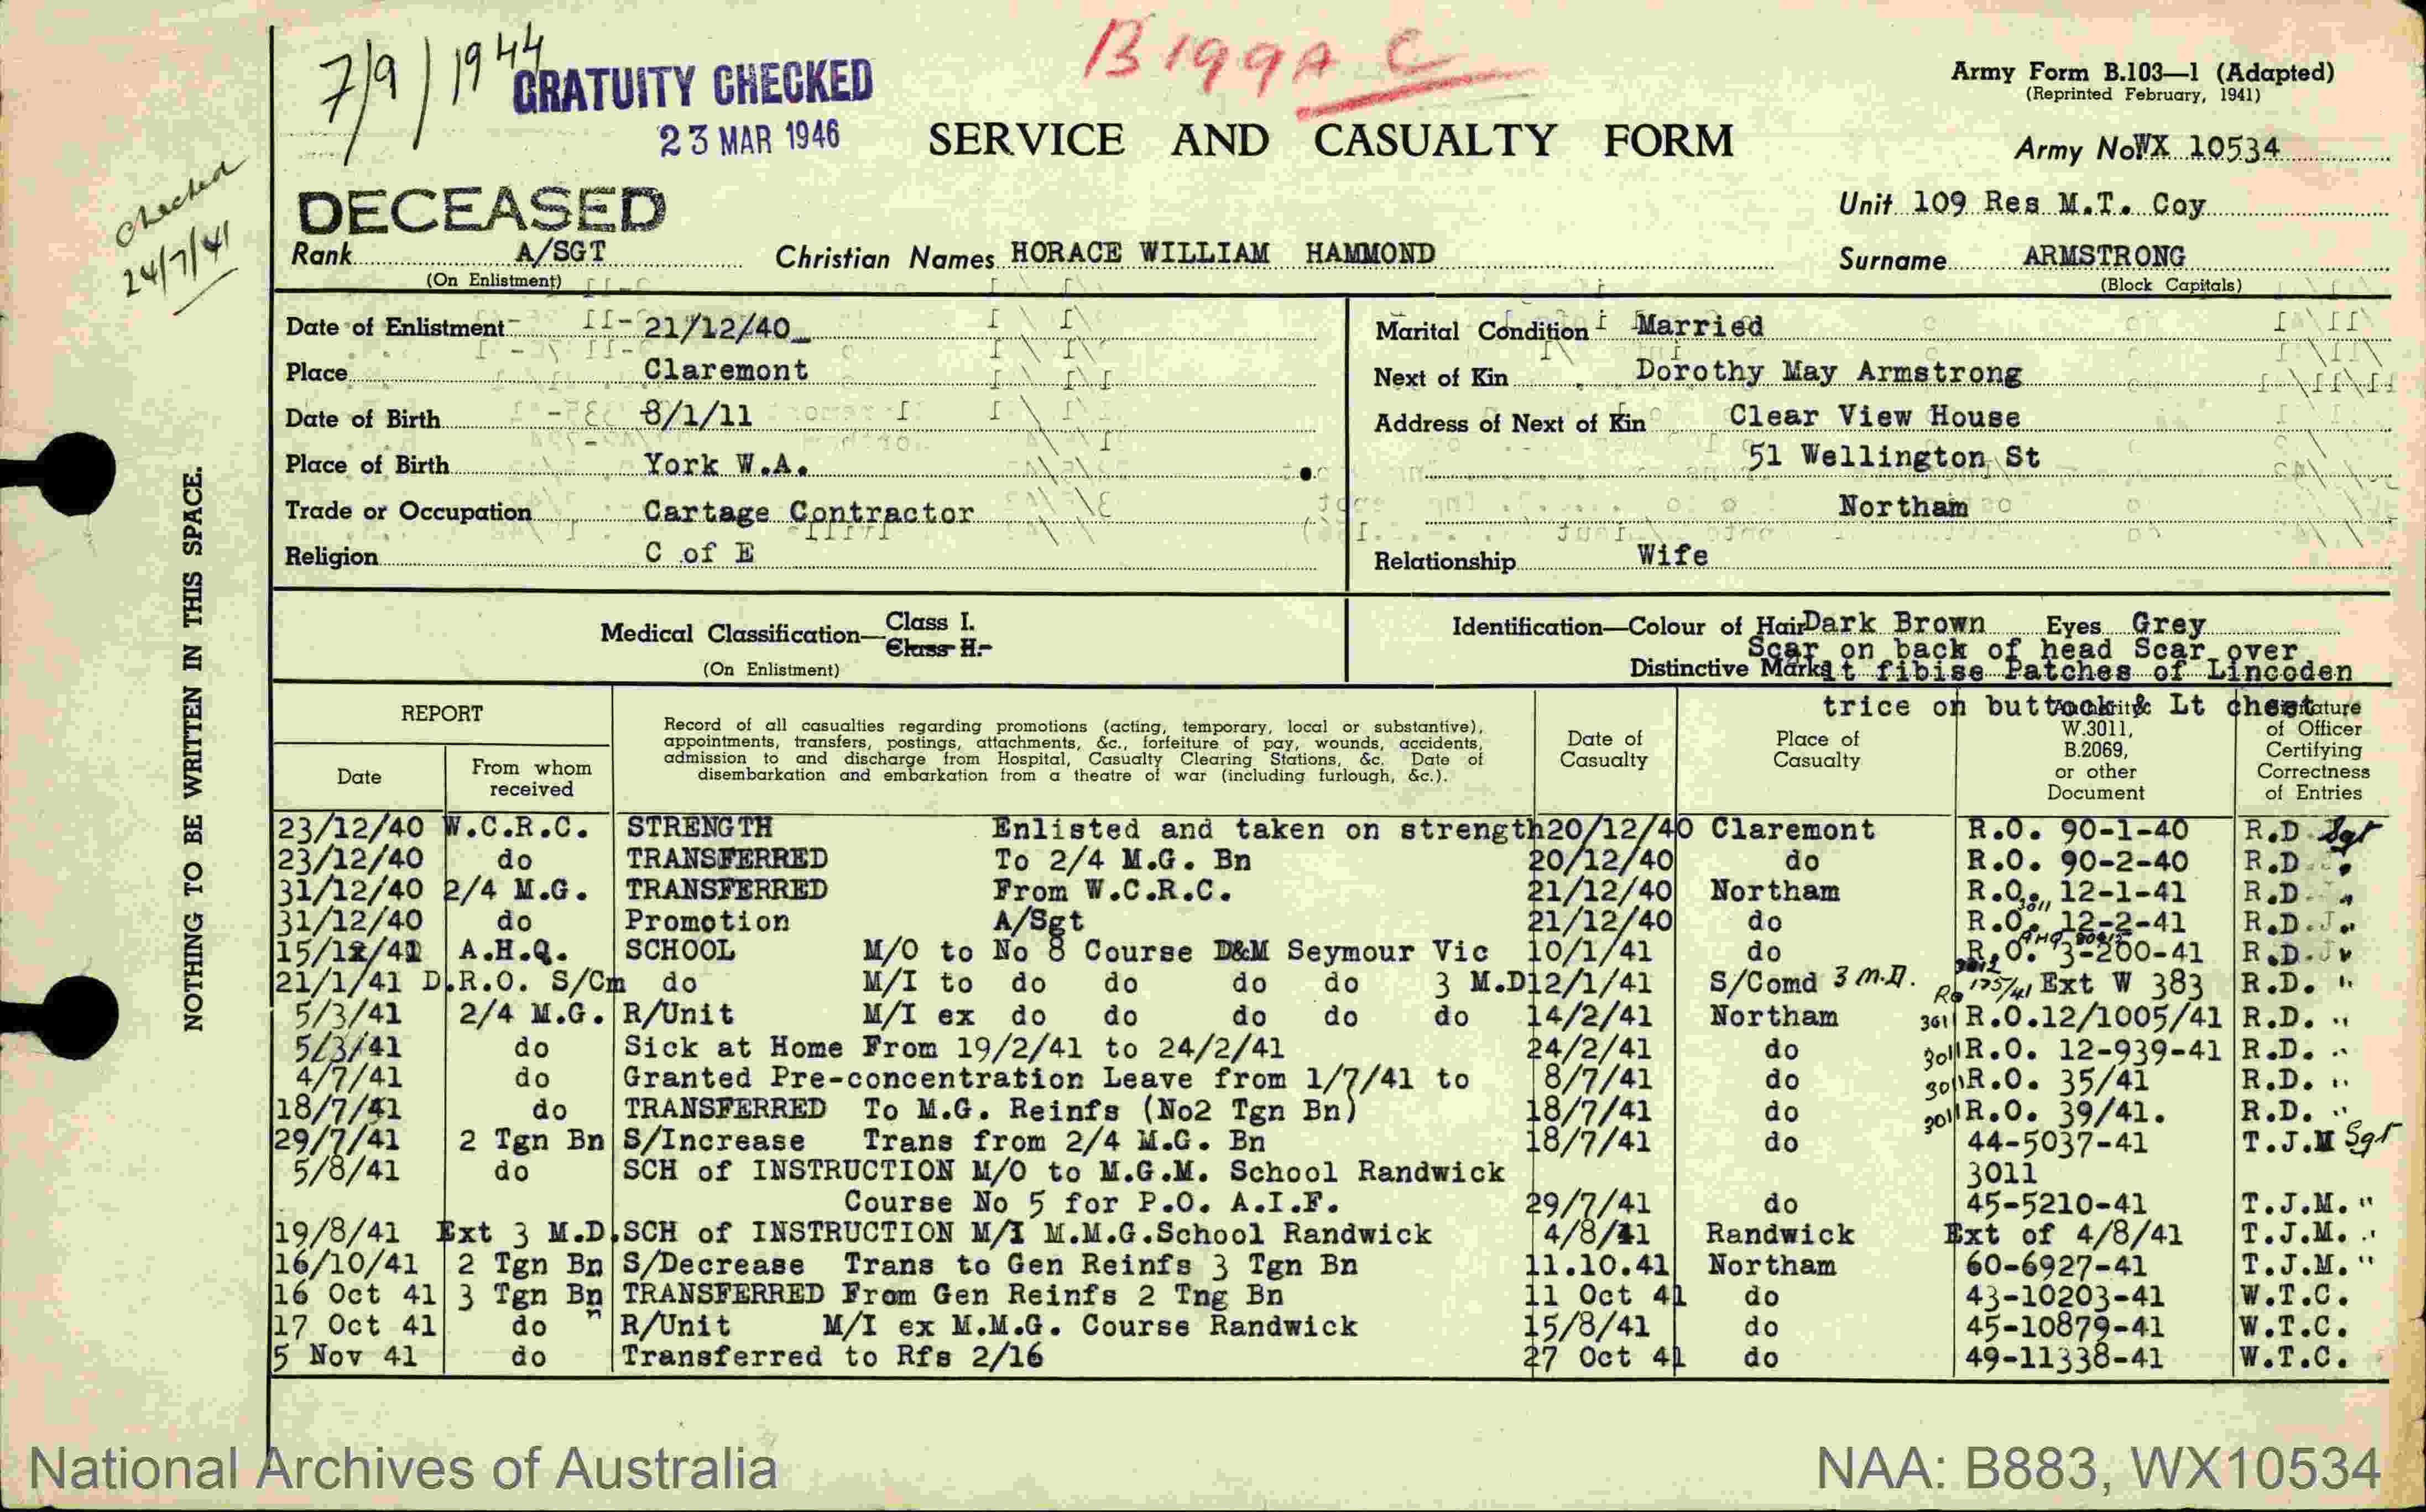 7/9/1944
GRATUITY CHECKED
23 MAR 1946
B 199A C
Army Form B.103—1 (Adapted)
(Reprinted February, 1941)
SERVICE AND CASUALTY FORM
Army No. WX 10534
checked
24/7/41
DECEASED
Unit 109 Res M.T. Coy
Rank A/SGT Christian Names HORACE WILLIAM HAMMOND Surname ARMSTRONG
(On Enlistment) (Block Capitals)
Date of Enlistment 21/12/40 Marital Condition Married
Place Claremont Next of Kin Dorothy May Armstrong
Date of Birth 8/1/11 Address of Next of Kin Clear View House
Place of Birth York W.A. 51 Wellington St
Trade or Occupation Cartage Contractor Northam
Religion C of E Relationship Wife
NOTHING TO BE WRITTEN IN THIS SPACE.
Medical Classification— Class I.
Class II.
(On Enlistment)
Identification—Colour of Hair Dark Brown Eyes Grey
Scar on back of head Scar over
Distinctive Marks Lt fibise Patches of Lincoden
trice on buttock & Lt chest
REPORT
Date
From whom received
Record of all casualties regarding promotions (acting, temporary, local or substantive),
appointments, transfers, postings, attachments, &c., forfeiture of pay, wounds, accidents,
admission to and discharge from Hospital, Casualty Clearing Stations, &c. Date of
disembarkation and embarkation from a theatre of war (including furlough, &c.).
Date of Casualty
Place of Casualty
Authority W.3011, B.2069, or other Document
Signature of Officer Certifying Correctness of Entries
23/12/40 W.C.R.C. STRENGTH Enlisted and taken on strength 20/12/40 Claremont R.O. 90-1-40 R.D Sgt
23/12/40 do TRANSFERRED To 2/4 M.G. Bn 20/12/40 do R.O. 90-2-40 R.D "
31/12/40 2/4 M.G. TRANSFERRED From W.C.R.C. 21/12/40 Northam R.O. 12-1-41 R.D "
31/12/40 do Promotion A/Sgt 21/12/40 do R.O. 3011 12-2-41 R.D. "
15/12/41 A.H.Q. SCHOOL M/O to No 8 Course D&M Seymour Vic 10/1/41 do R.O. AHQ 3-200-41 R.D. "
21/1/41 D.R.O. S/Cm do M/I to do do do do 3 M.D 12/1/41 S/Comd 3 M.D. RO 175/41 Ext W 383 R.D. "
5/3/41 2/4 M.G. R/Unit M/I ex do do do do do 14/2/41 Northam 3011 R.O.12/1005/41 R.D. "
5/3/41 do Sick at Home From 19/2/41 to 24/2/41 24/2/41 do 3011 R.O. 12-939-41 R.D. "
4/7/41 do Granted Pre-concentration Leave from 1/7/41 to 8/7/41 do 3011 R.O. 35/41 R.D. "
18/7/41 do TRANSFERRED To M.G. Reinfs (No2 Tgn Bn) 18/7/41 do 3011 R.O. 39/41. R.D. "
29/7/41 2 Tgn Bn S/Increase Trans from 2/4 M.G. Bn 18/7/41 do 44-5037-41 T.J.M Sgt
5/8/41 do SCH of INSTRUCTION M/O to M.G.M. School Randwick 3011
Course No 5 for P.O. A.I.F. 29/7/41 do 45-5210-41 T.J.M. "
19/8/41 Ext 3 M.D. SCH of INSTRUCTION M/I M.M.G.School Randwick 4/8/41 Randwick Ext of 4/8/41 T.J.M. "
16/10/41 2 Tgn Bn S/Decrease Trans to Gen Reinfs 3 Tgn Bn 11.10.41 Northam 60-6927-41 T.J.M. "
16 Oct 41 3 Tgn Bn TRANSFERRED From Gen Reinfs 2 Tng Bn 11 Oct 41 do 43-10203-41 W.T.C.
17 Oct 41 do " R/Unit M/I ex M.M.G. Course Randwick 15/8/41 do 45-10879-41 W.T.C.
5 Nov 41 do Transferred to Rfs 2/16 27 Oct 41 do 49-11338-41 W.T.C.
National Archives of Australia
NAA: B883, WX10534